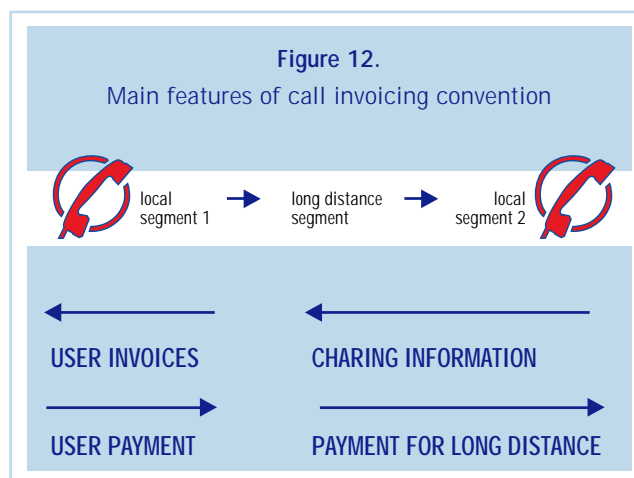 Figure 12.
Main features of call invoicing convention
local
segment 1
long distance
segment
local
segment 2
USER INVOICES
CHARING INFORMATION
USER PAYMENT
PAYMENT FOR LONG DISTANCE